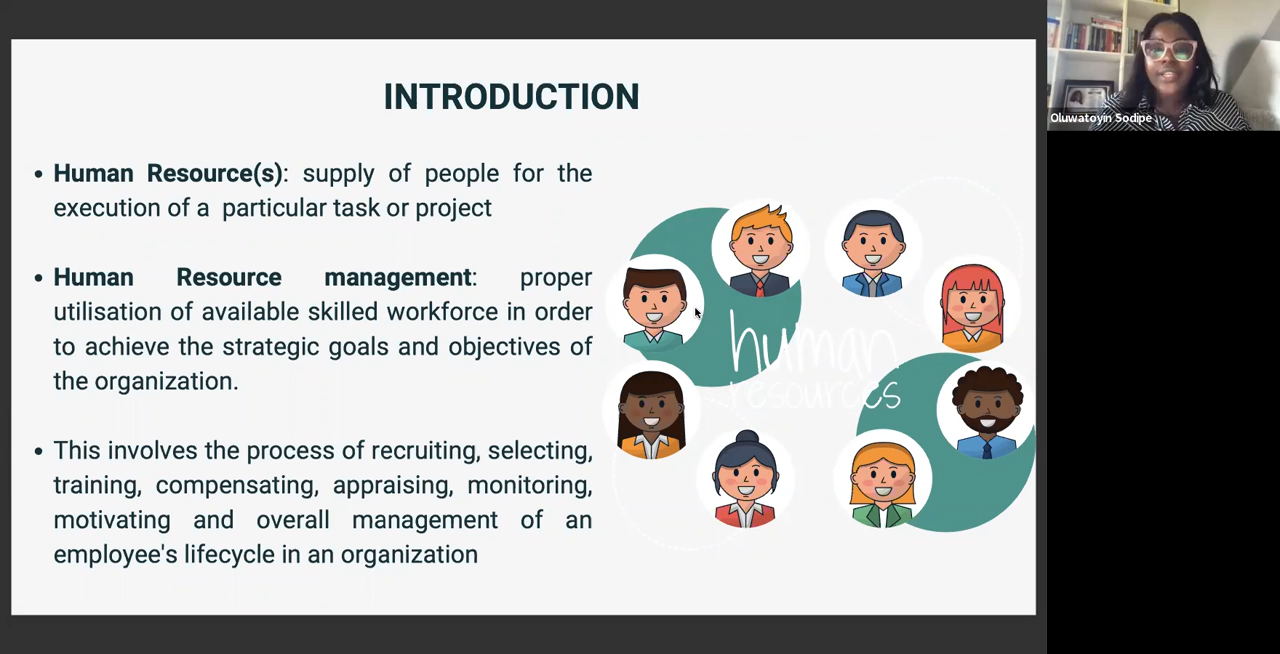 INTRODUCTION
• Human Resource(s): supply of people for the
execution of a particular task or project
• Human Resource management: proper
utilisation of available skilled workforce in order
to achieve the strategic goals and objectives of
the organization.
• This involves the process of recruiting, selecting,
training, compensating, appraising, monitoring,
motivating and overall management of an
employee's lifecycle in an organization
human
resources
Oluwatoyin Sodipe